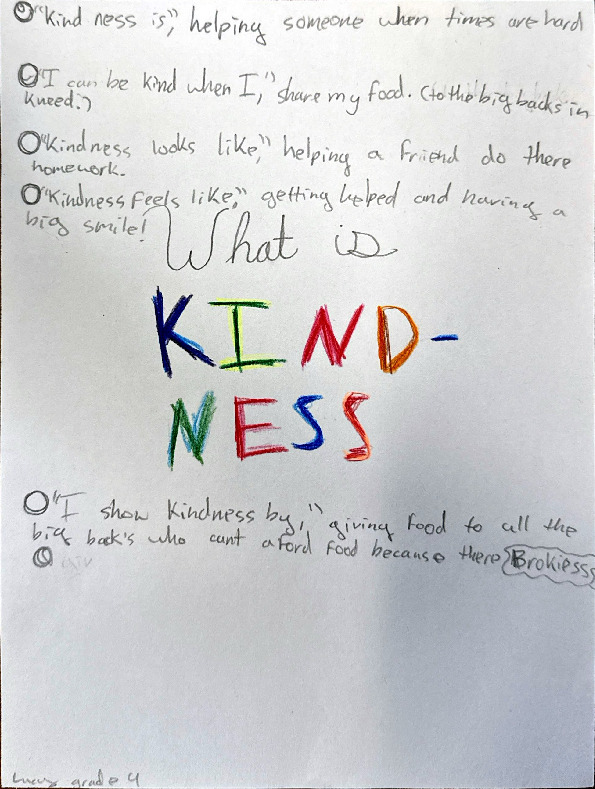 "Kind ness is," helping someone when times are hard
"I can be kind when I," share my food. (to the big backs in
kneed.)
"Kindness looks like," helping a friend do there
homework.
"Kindness Feels like," getting helped and having a
big smile!
What is
KIND-
NESS
"I show Kindness by," giving food to all the
big back's who cant aford food because there Brokiesss
grade 4